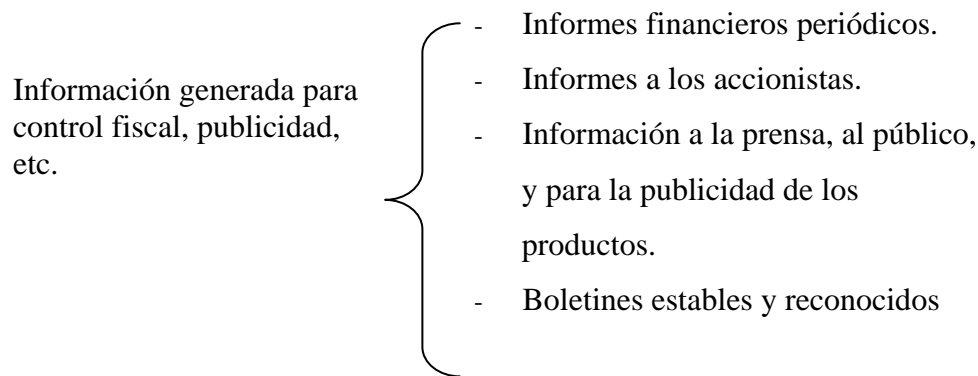 Información generada para
control fiscal, publicidad,
etc.
- Informes financieros periódicos.
- Informes a los accionistas.
- Información a la prensa, al público,
y para la publicidad de los
productos.
- Boletines estables y reconocidos